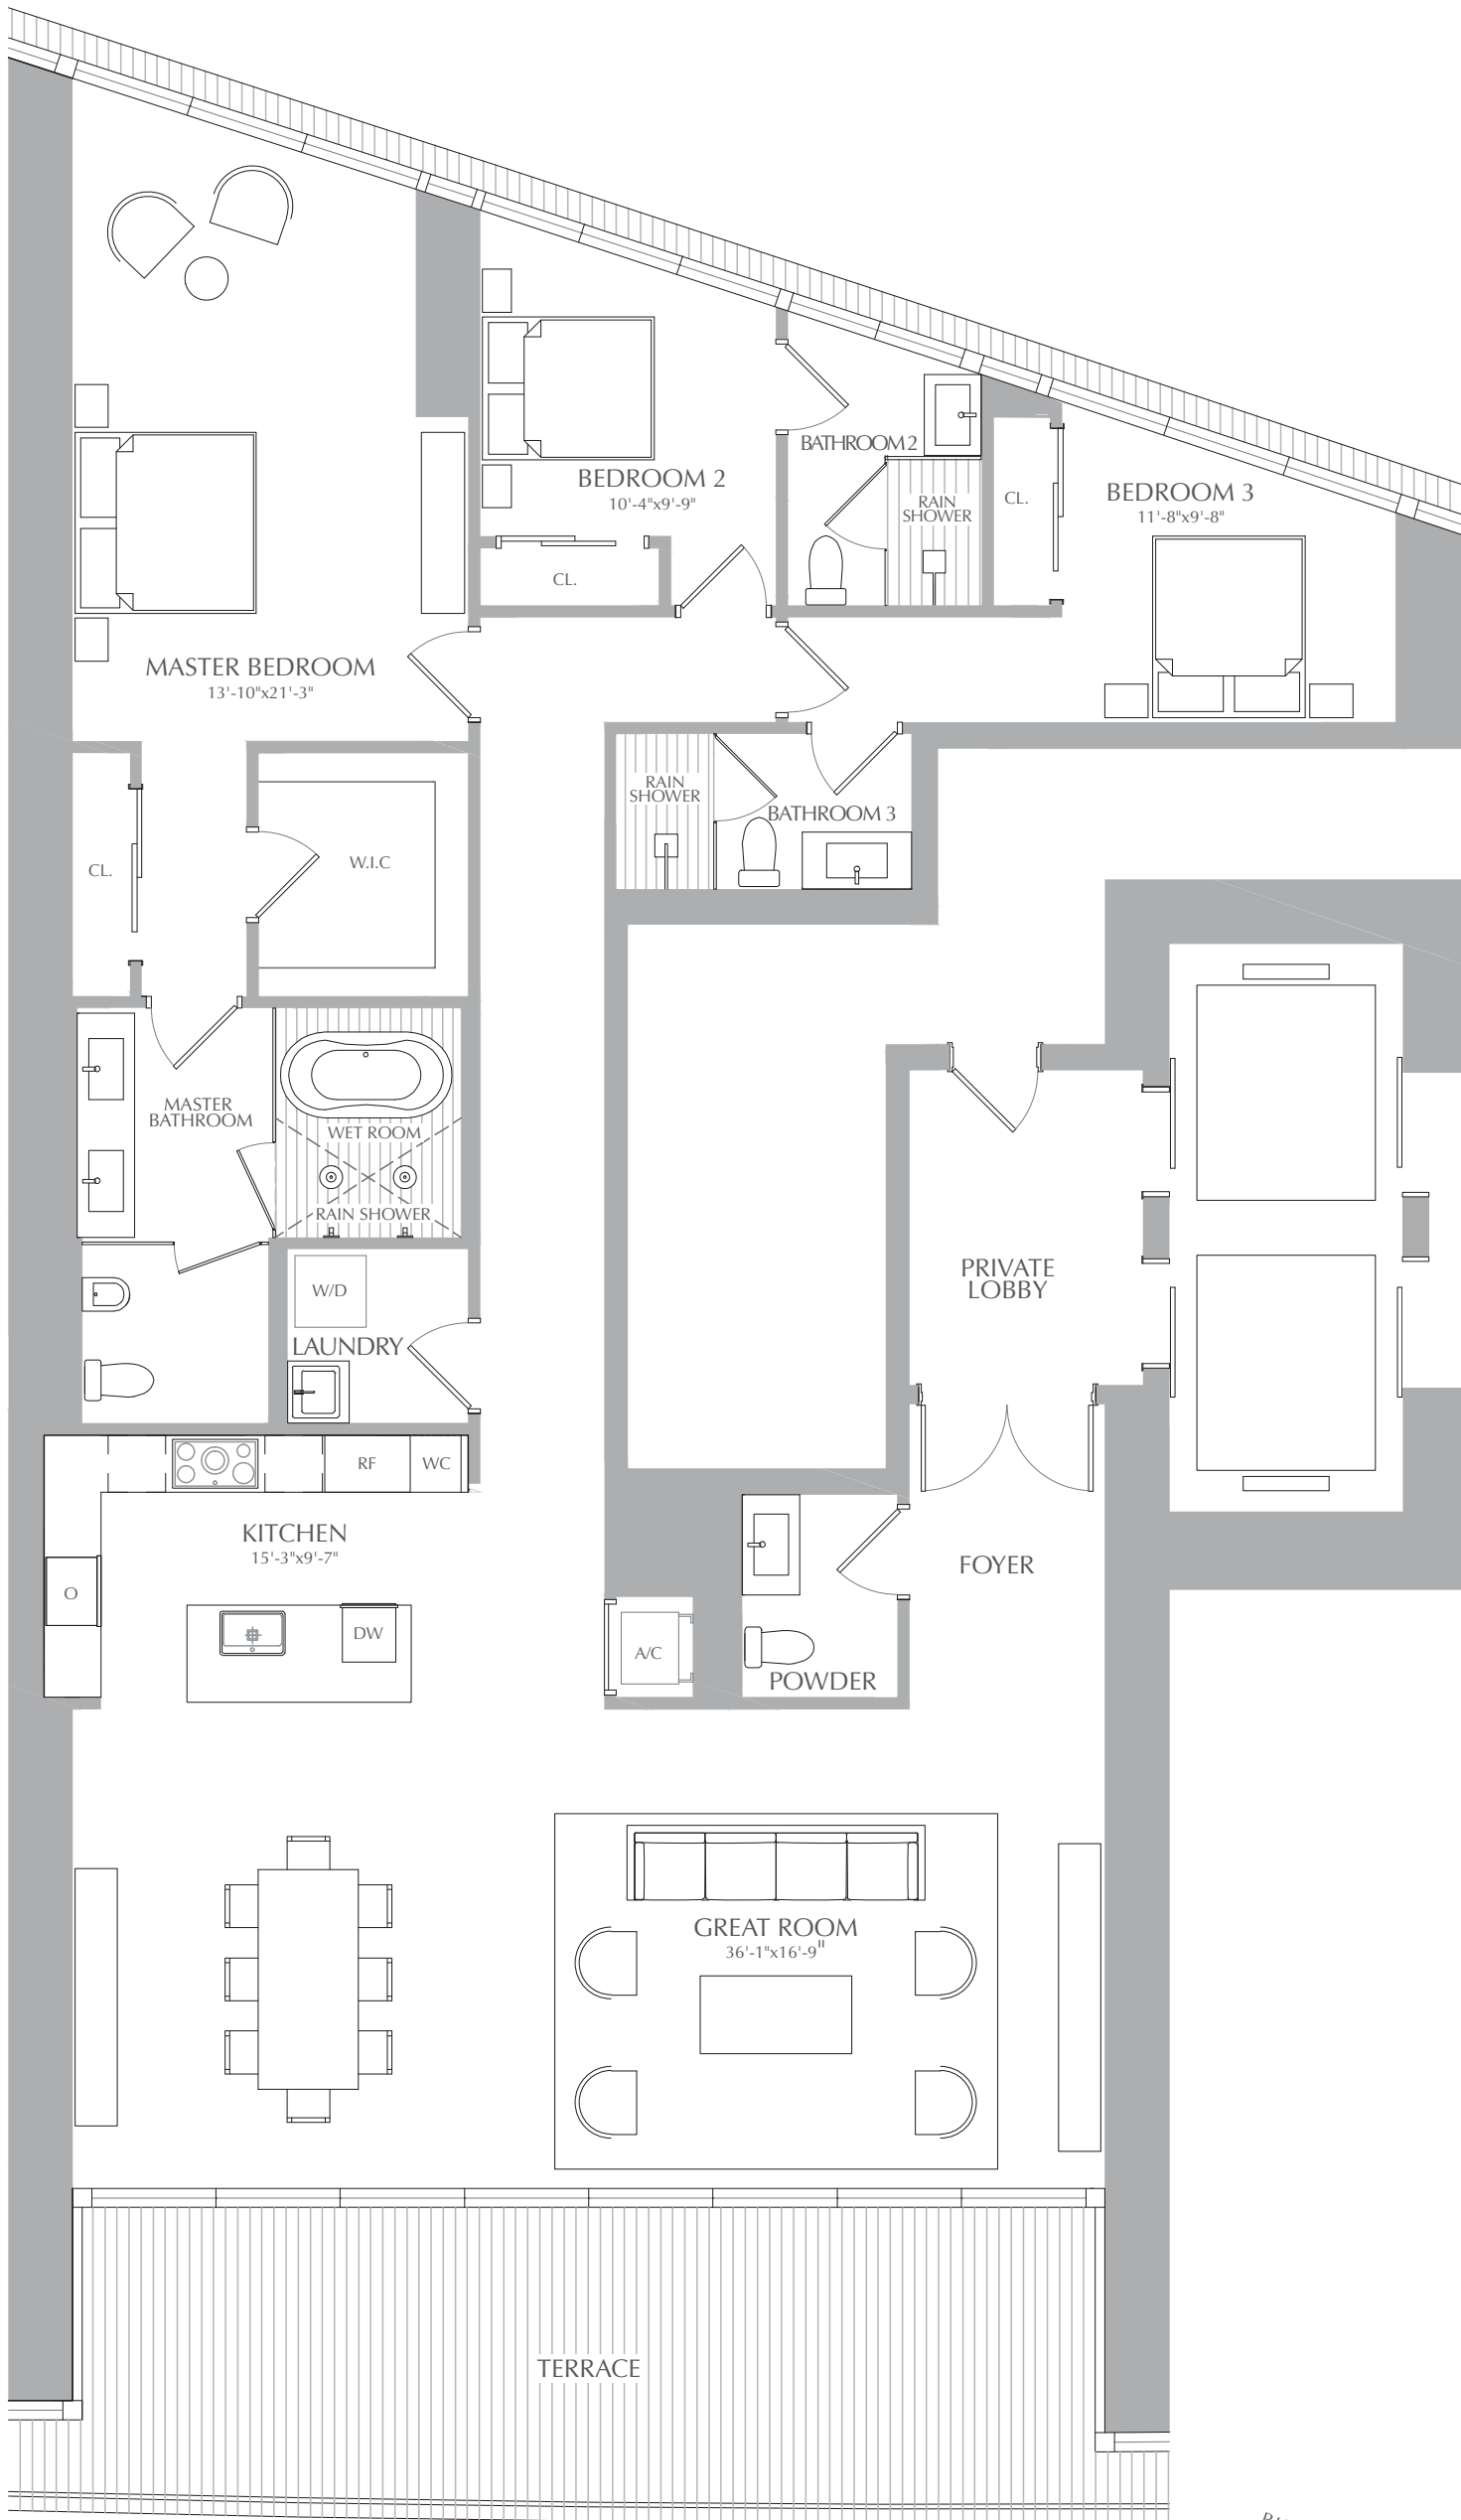 BEDROOM 2
10'-4"x9'-9"
CL.
BATHROOM 2
RAIN
SHOWER
CL.
BEDROOM 3
11'-8"x9'-8"
MASTER BEDROOM
13'-10"x21'-3"
CL.
W.I.C
RAIN
SHOWER
BATHROOM 3
MASTER
BATHROOM
WET ROOM
RAIN SHOWER
W/D
LAUNDRY
PRIVATE
LOBBY
RF
WC
KITCHEN
15'-3"x9'-7"
O
DW
A/C
POWDER
FOYER
GREAT ROOM
36'-1"x16'-9"
TERRACE